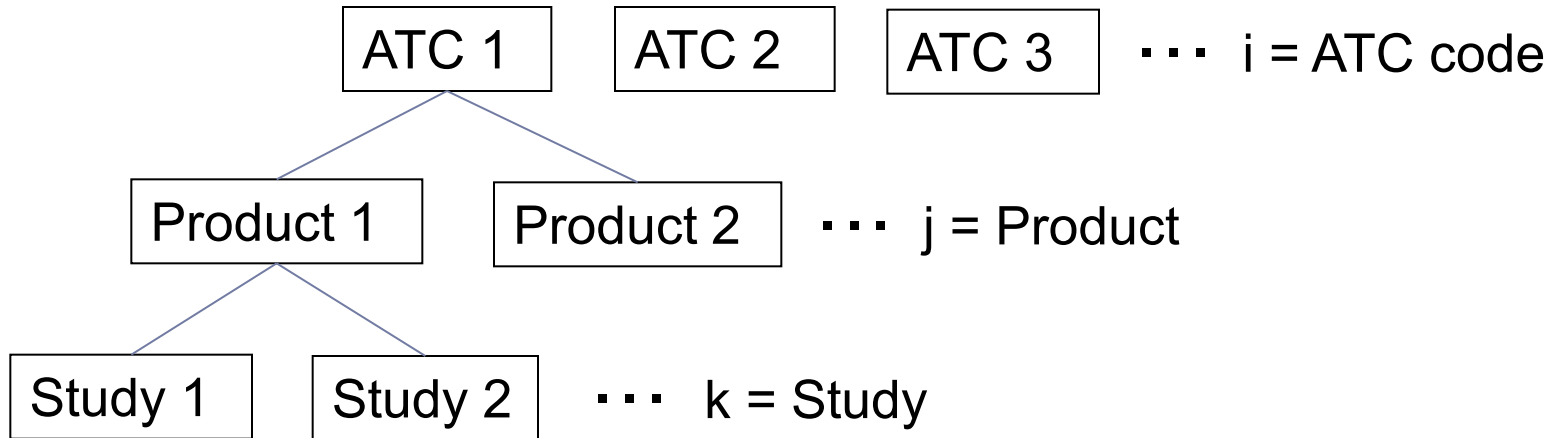 ATC 1 ATC 2 ATC 3 ... i = ATC code
Product 1 Product 2 ... j = Product
Study 1 Study 2 ... k = Study